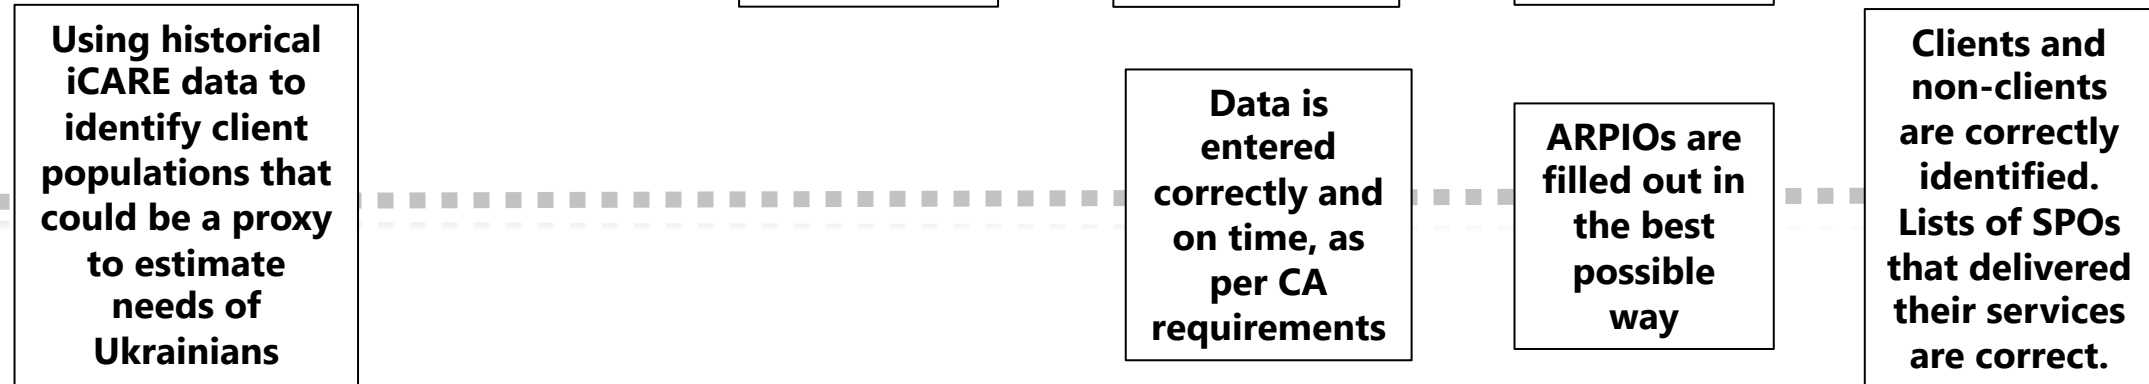 Using historical
iCARE data to
identify client
populations that
could be a proxy
to estimate
needs of
Ukrainians
Data is
entered
correctly and
on time, as
per CA
requirements
ARPIOs are
filled out in
the best
possible
way
Clients and
non-clients
are correctly
identified.
Lists of SPOs
that delivered
their services
are correct.